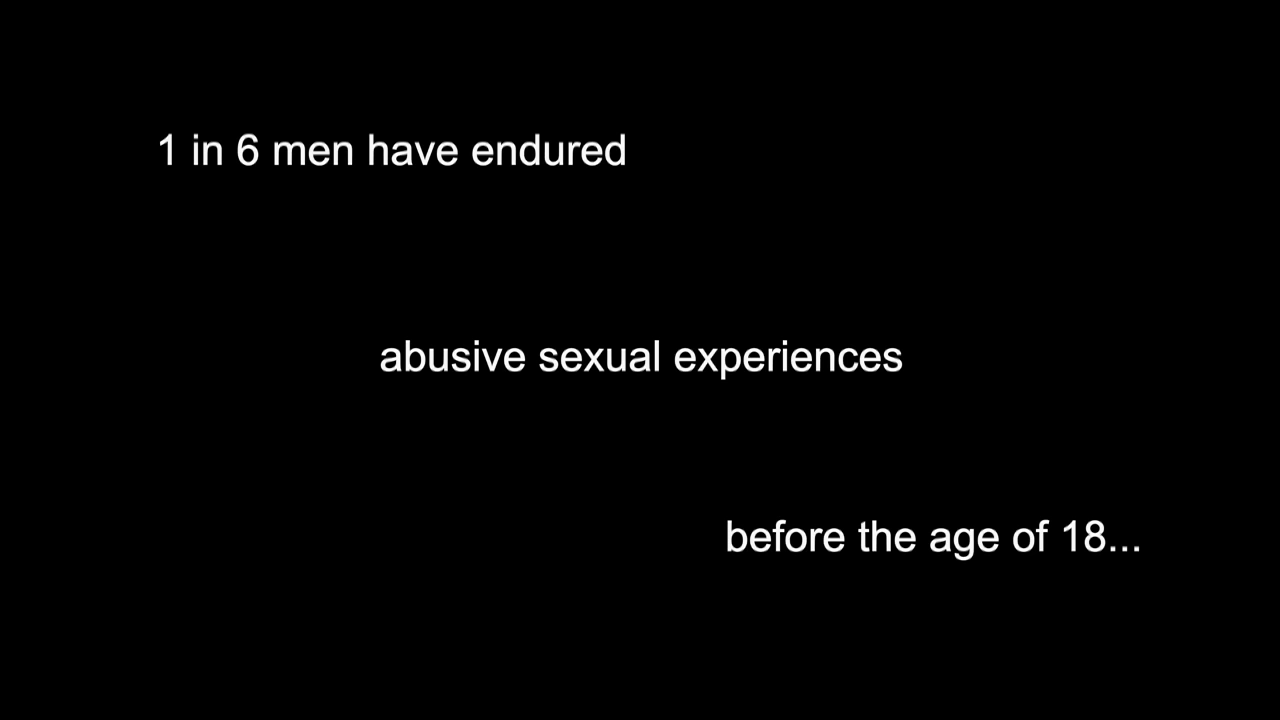 1 in 6 men have endured
abusive sexual experiences
before the age of 18...